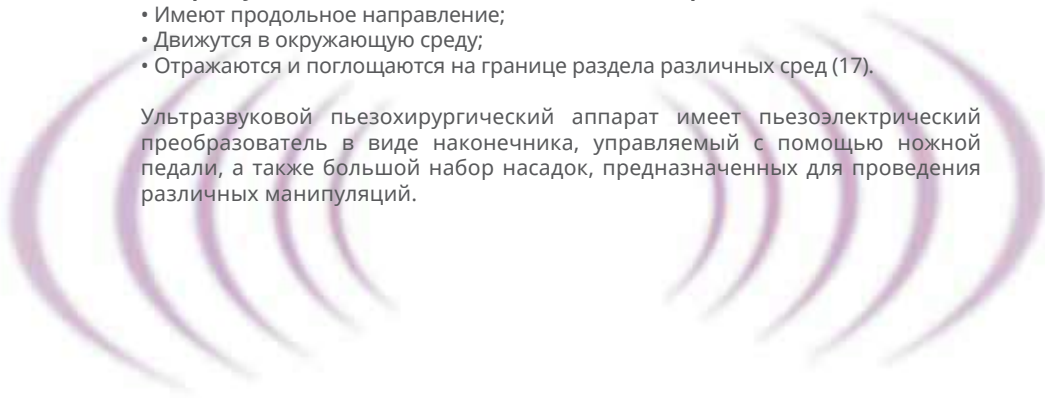 • Имеют продольное направление;
• Движутся в окружающую среду;
• Отражаются и поглощаются на границе раздела различных сред (17).
Ультразвуковой пьезохирургический аппарат имеет пьезоэлектрический
преобразователь в виде наконечника, управляемый с помощью ножной
педали, а также большой набор насадок, предназначенных для проведения
различных манипуляций.